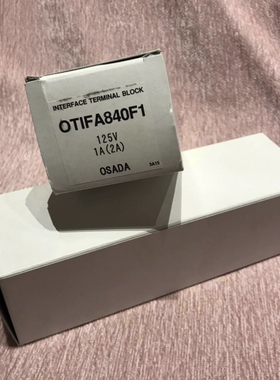 INTERFACE TERMINAL BLOCK
OTIFA840F1
125V
1A(2A)
OSADA